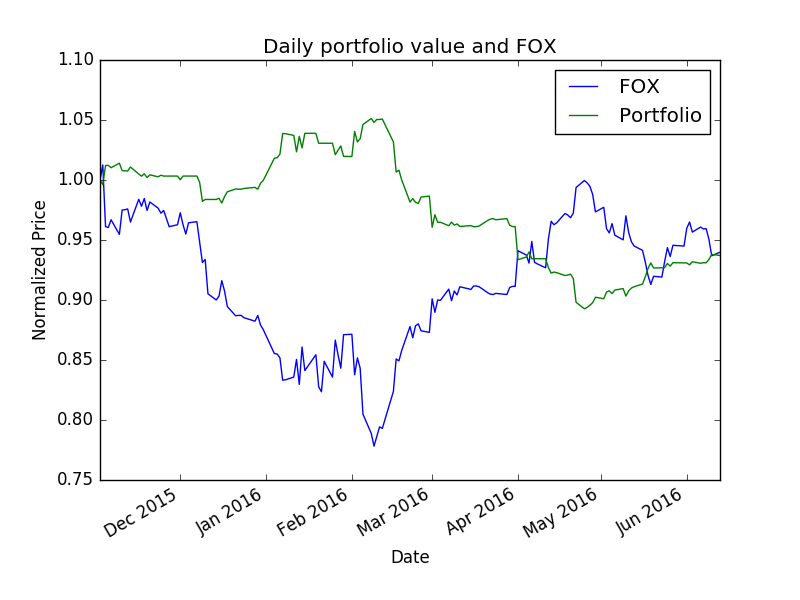 Daily portfolio value and FOX
FOX
Portfolio
1.10
1.05
1.00
0.95
0.90
0.85
0.80
0.75
Normalized Price
Dec 2015
Jan 2016
Feb 2016
Mar 2016
Apr 2016
May 2016
Jun 2016
Date